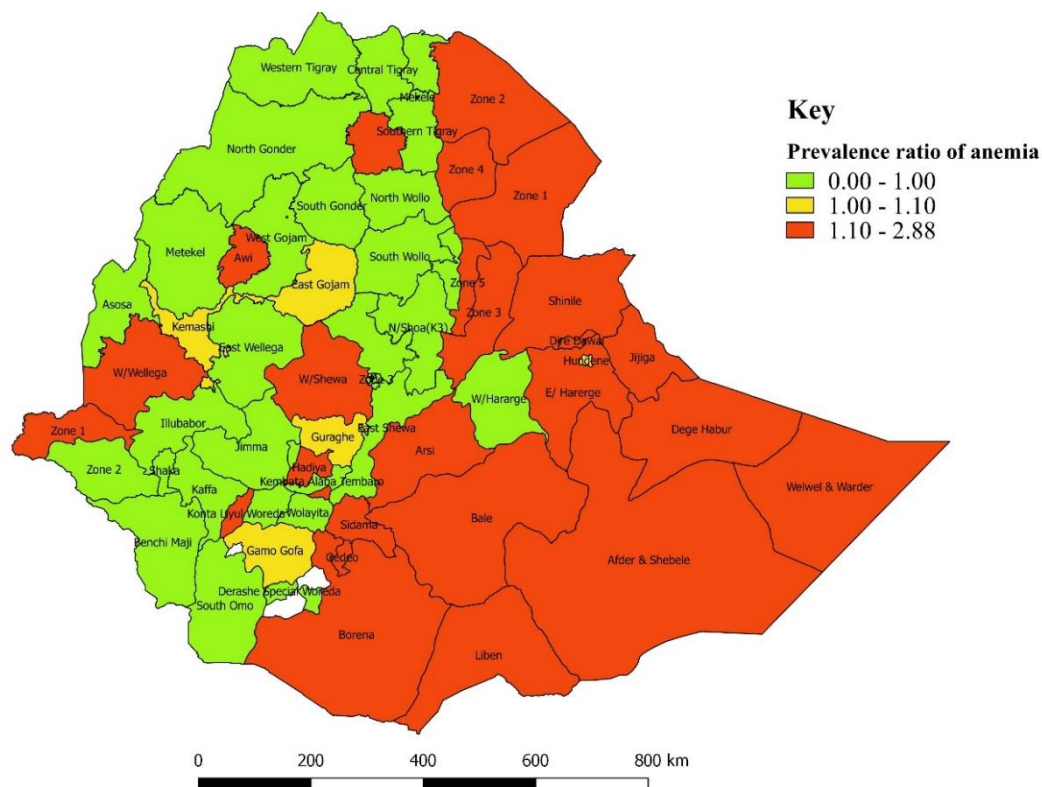 Western Tigray
Central Tigray
Mekele
Southern Tigray
Zone 2
Zone 4
Zone 1
North Gonder
South Gonder
North Wollo
Metekel
West Gojam
Awi
South Wollo
East Gojam
Asosa
Kemashi
Zone 5
Zone 3
Shinile
N/Shoa(K3)
East Wellega
Dire Dawa
Hundene
Jijiga
W/Wellega
W/Shewa
W/Hararge
E/ Harerge
Zone 1
Illubabor
Guraghe
East Shewa
Dege Habur
Jimma
Arsi
Zone 2
Shaka
Hadiya
Kembata Alaba Tembaro
Welwel & Warder
Kaffa
Konta Liyul Woreda
Wolayita
Sidama
Bale
Benchi Maji
Gamo Gofa
Gedeo
Afder & Shebele
South Omo
Derashe Special Woreda
Borena
Liben
Key
Prevalence ratio of anemia
0.00 - 1.00
1.00 - 1.10
1.10 - 2.88
0 200 400 600 800 km